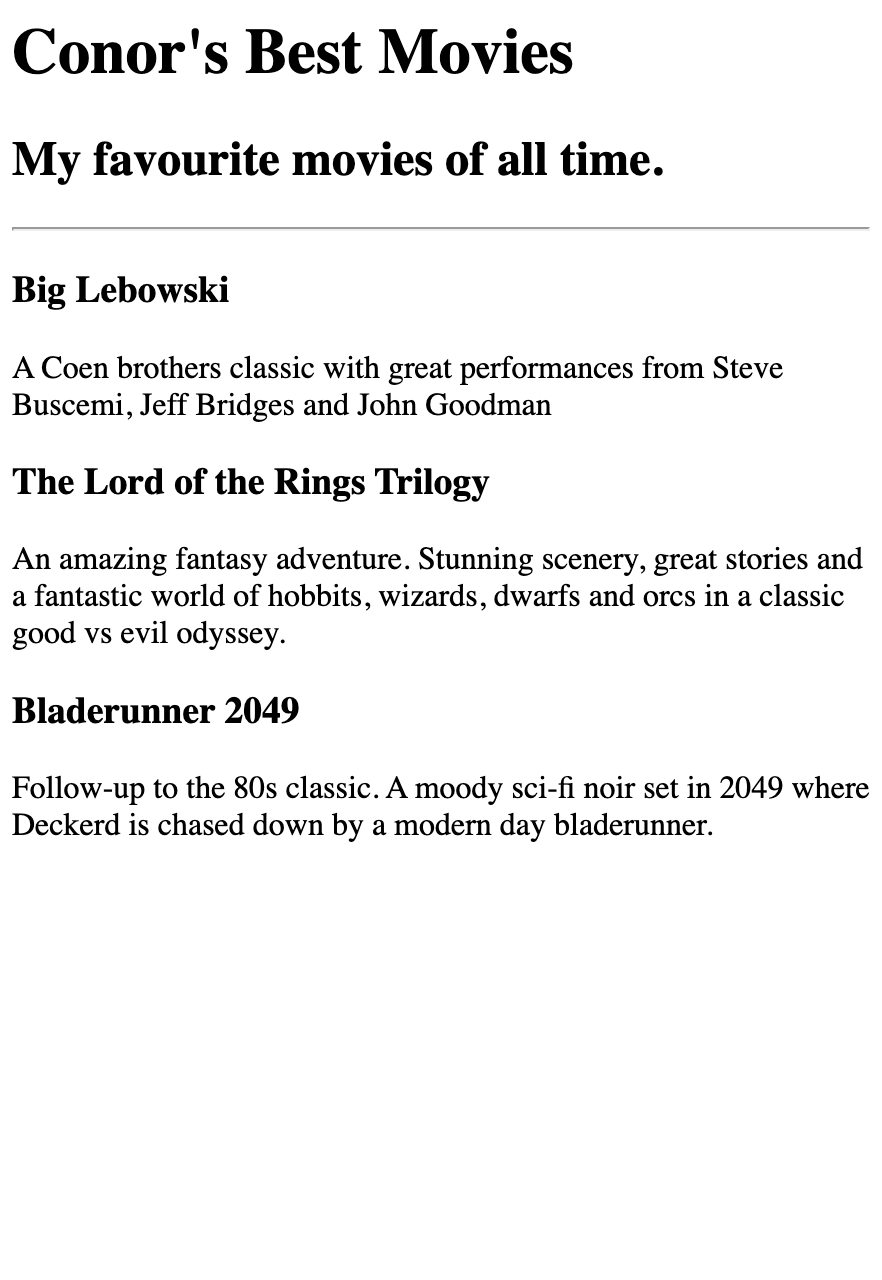 Conor's Best Movies
My favourite movies of all time.
Big Lebowski
A Coen brothers classic with great performances from Steve
Buscemi, Jeff Bridges and John Goodman
The Lord of the Rings Trilogy
An amazing fantasy adventure. Stunning scenery, great stories and
a fantastic world of hobbits, wizards, dwarfs and orcs in a classic
good vs evil odyssey.
Bladerunner 2049
Follow-up to the 80s classic. A moody sci-fi noir set in 2049 where
Deckerd is chased down by a modern day bladerunner.